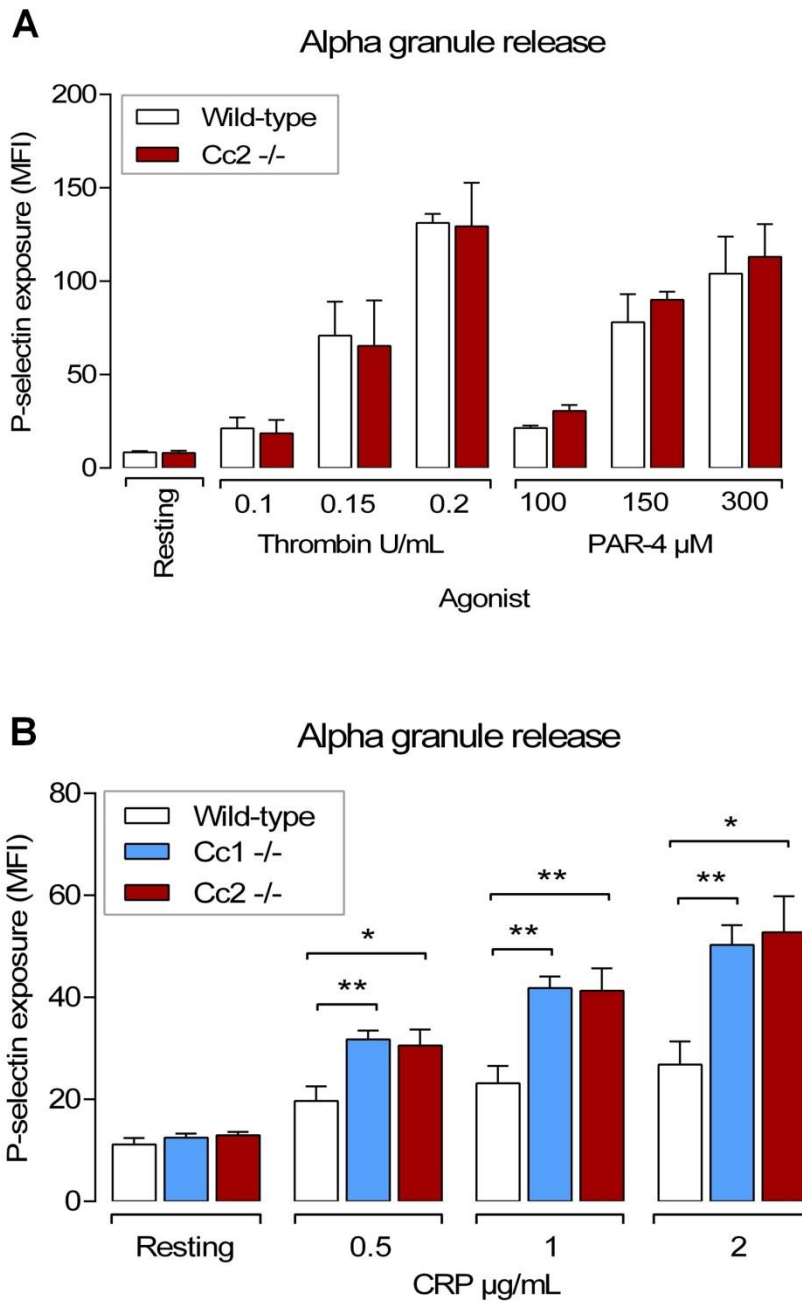 A
Alpha granule release
200
150
100
50
0
P-selectin exposure (MFI)
Wild-type
Cc2 -/-
Resting
0.1 0.15 0.2 100 150 300
Thrombin U/mL PAR-4 µM
Agonist
B
Alpha granule release
80
60
40
20
0
P-selectin exposure (MFI)
Wild-type
Cc1 -/-
Cc2 -/-
*
**
**
**
*
**
Resting 0.5 1 2
CRP µg/mL